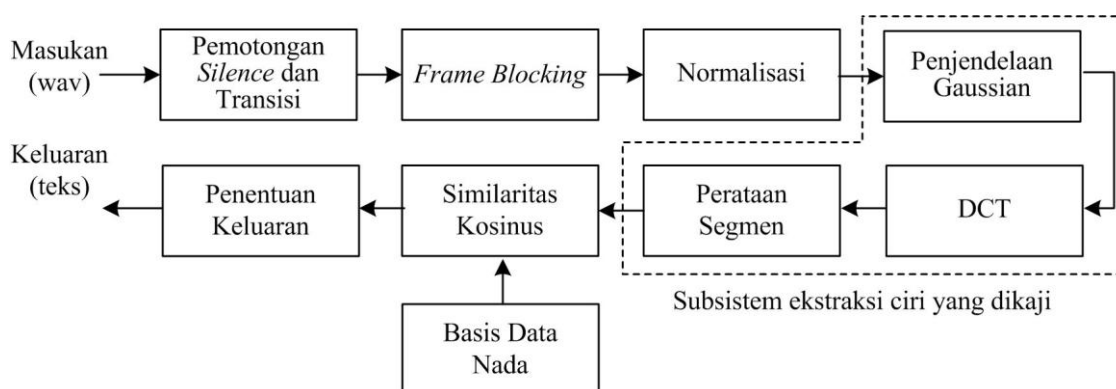 Masukan
(wav)
Pemotongan
Silence dan
Transisi
Frame Blocking
Normalisasi
Penjendelaan
Gaussian
Keluaran
(teks)
Penentuan
Keluaran
Similaritas
Kosinus
Perataan
Segmen
DCT
Subsistem ekstraksi ciri yang dikaji
Basis Data
Nada